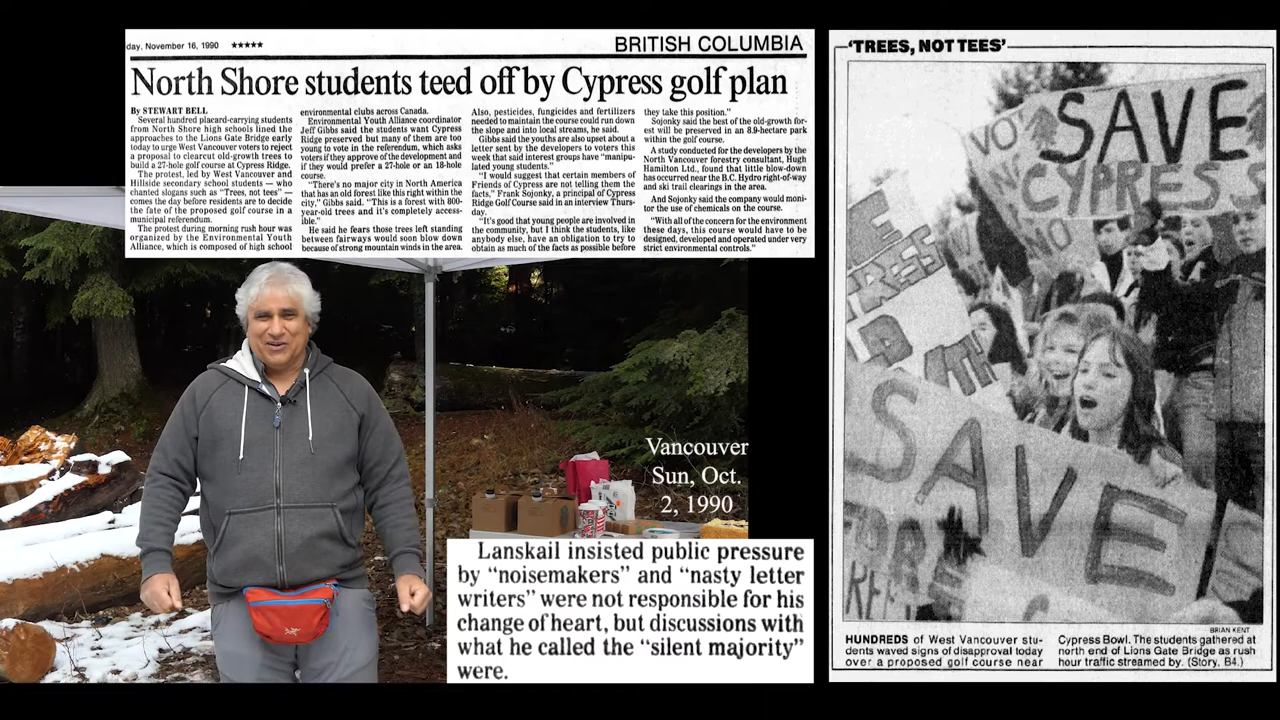 day, November 16, 1990 ★★★★★
BRITISH COLUMBIA
North Shore students teed off by Cypress golf plan
By STEWART BELL
Several hundred placard-carrying students
from North Shore high schools lined the
approaches to the Lions Gate Bridge early
today to urge West Vancouver voters to reject
a proposal to clearcut old-growth trees to
build a 27-hole golf course at Cypress Ridge.
The protest, led by West Vancouver and
Hillside secondary school students — who
chanted slogans such as "Trees, not tees" —
comes the day before residents are to decide
the fate of the proposed golf course in a
municipal referendum.
The protest during morning rush hour was
organized by the Environmental Youth
Alliance, which is composed of high school
environmental clubs across Canada.
Environmental Youth Alliance coordinator
Jeff Gibbs said the students want Cypress
Ridge preserved but many of them are too
young to vote in the referendum, which asks
voters if they approve of the development and
if they would prefer a 27-hole or an 18-hole
course.
"There's no major city in North America
that has an old forest like this right within the
city," Gibbs said. "This is a forest with 800-
year-old trees and it's completely access-
ible."
He said he fears those trees left standing
between fairways would soon blow down
because of strong mountain winds in the area.
Also, pesticides, fungicides and fertilizers
needed to maintain the course could run down
the slope and into local streams, he said.
Gibbs said the youths are also upset about a
letter sent by the developers to voters this
week that said interest groups have "manipu-
lated young students."
"I would suggest that certain members of
Friends of Cypress are not telling them the
facts," Frank Sojonky, a principal of Cypress
Ridge Golf Course said in an interview Thurs-
day.
"It's good that young people are involved in
the community, but I think the students, like
anybody else, have an obligation to try to
obtain as much of the facts as possible before
they take this position."
Sojonky said the best of the old-growth for-
est will be preserved in an 8.9-hectare park
within the golf course.
A study conducted for the developers by the
North Vancouver forestry consultant, Hugh
Hamilton Ltd., found that little blow-down
has occurred near the B.C. Hydro right-of-way
and ski trail clearings in the area.
And Sojonky said the company would moni-
tor the use of chemicals on the course.
"With all of the concern for the environment
these days, this course would have to be
designed, developed and operated under very
strict environmental controls."
Vancouver
Sun, Oct.
2, 1990
Lanskail insisted public pressure
by "noisemakers" and "nasty letter
writers" were not responsible for his
change of heart, but discussions with
what he called the "silent majority"
were.
'TREES, NOT TEES'
SAVE
CYPRESS
NO
SAVE
BRIAN KENT
HUNDREDS of West Vancouver stu-
dents waved signs of disapproval today
over a proposed golf course near
Cypress Bowl. The students gathered at
north end of Lions Gate Bridge as rush
hour traffic streamed by. (Story, B4.)